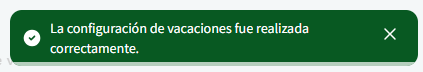 La configuración de vacaciones fue realizada
correctamente.